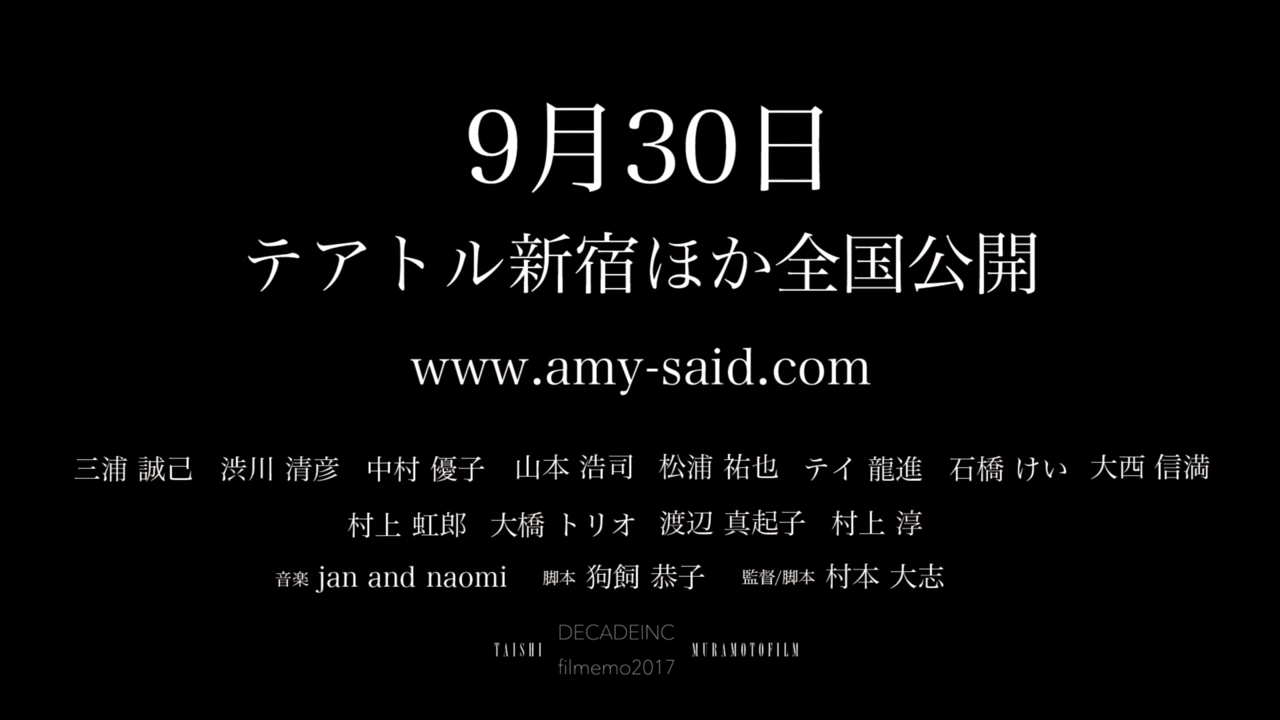 9月30日
テアトル新宿ほか全国公開
www.amy-said.com
三浦 誠己 渋川 清彦 中村 優子 山本 浩司 松浦 祐也 テイ 龍進 石橋 けい 大西 信満
村上 虹郎 大橋 トリオ 渡辺 真起子 村上 淳
音楽 jan and naomi 脚本 狗飼 恭子 監督/脚本 村本 大志
DECADEINC
TAISHI MURAMOTOFILM
filmemo2017